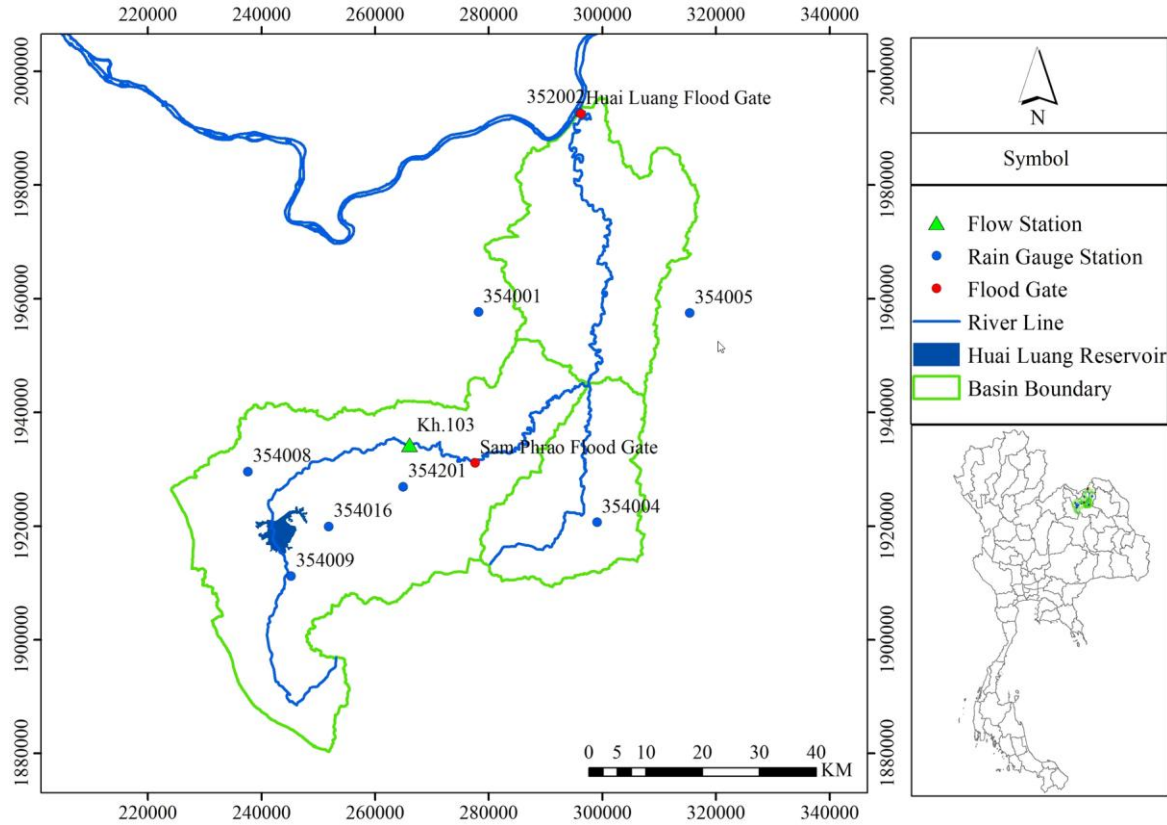 220000 240000 260000 280000 300000 320000 340000
2000000
1980000
1960000
1940000
1920000
1900000
1880000
352002 Huai Luang Flood Gate
354001
354005
Kh.103
Sam Phrao Flood Gate
354008
354201
354016
354004
354009
0 5 10 20 30 40
KM
2000000
1980000
1960000
1940000
1920000
1900000
1880000
220000 240000 260000 280000 300000 320000 340000
N
Symbol
Flow Station
Rain Gauge Station
Flood Gate
River Line
Huai Luang Reservoir
Basin Boundary